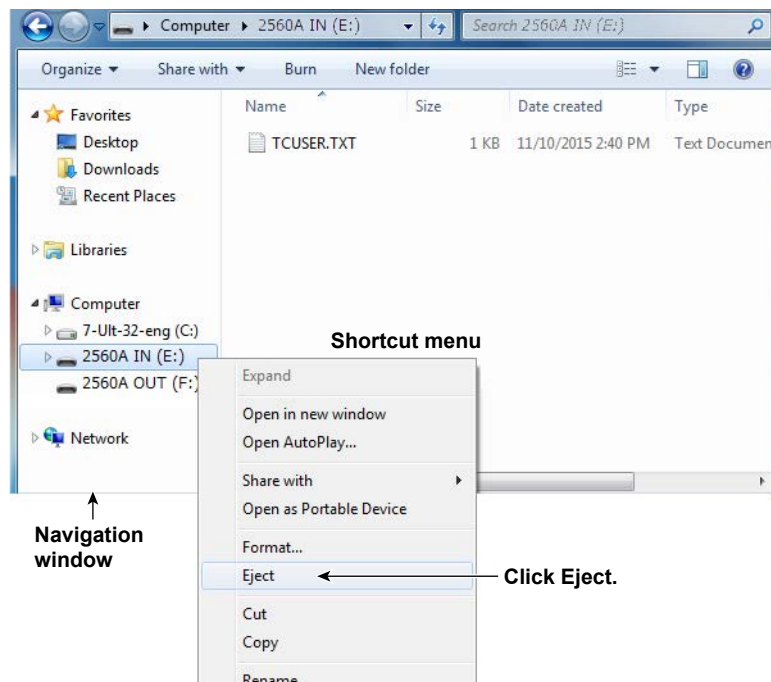 Computer 2560A IN (E:) Search 2560A IN (E:)
Organize Share with Burn New folder
Name Size Date created Type
TCUSER.TXT 1 KB 11/10/2015 2:40 PM Text Documen
Favorites
Desktop
Downloads
Recent Places
Libraries
Computer
7-Ult-32-eng (C:)
2560A IN (E:)
2560A OUT (F:)
Network
Navigation
window
Shortcut menu
Expand
Open in new window
Open AutoPlay...
Share with
Open as Portable Device
Format...
Eject
Click Eject.
Cut
Copy
Rename